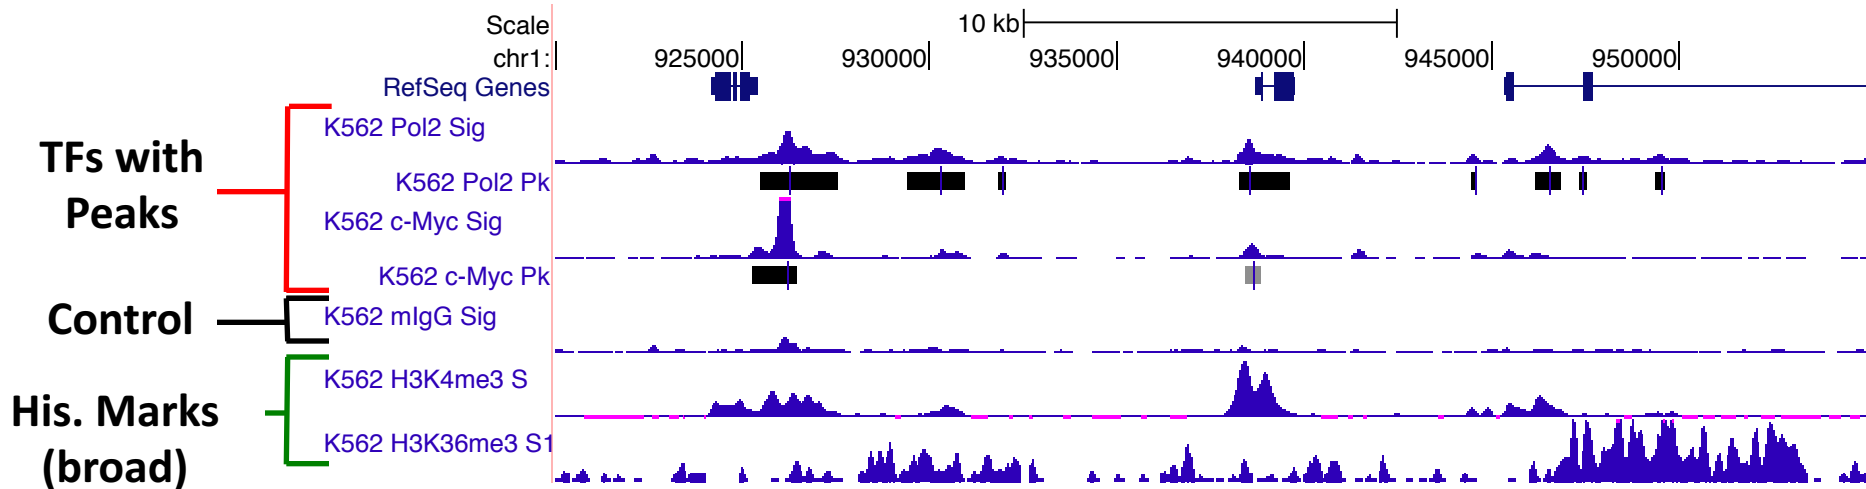 Scale
10 kb
chr1:
925000
930000
935000
940000
945000
950000
RefSeq Genes
TFs with
Peaks
K562 Pol2 Sig
K562 Pol2 Pk
K562 c-Myc Sig
K562 c-Myc Pk
Control
K562 mIgG Sig
His. Marks
(broad)
K562 H3K4me3 S
K562 H3K36me3 S1